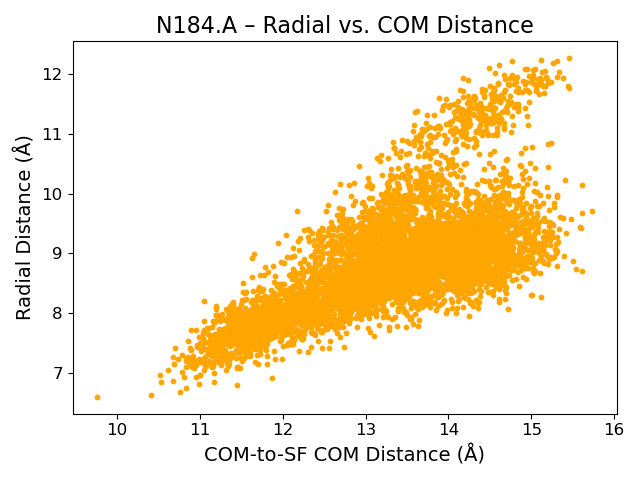 N184.A – Radial vs. COM Distance
12
11
10
9
8
7
Radial Distance (Å)
10 11 12 13 14 15 16
COM-to-SF COM Distance (Å)